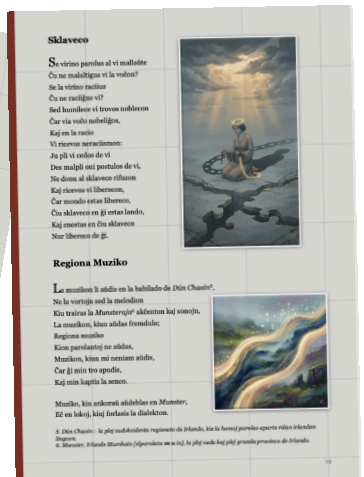 Sklaveco
Se virino parolus al vi mallaŭte
Ĉu ne malaltigus vi la voĉon?
Se la virino raciius
Ĉu ne raciiĝus vi?
Sed humilece vi trovos noblecon
Ĉar via voĉo nobeliĝos,
Kaj en la racio
Vi ricevos neraciismon:
Ju pli vi cedos de vi
Des malpli oni postulos de vi,
Ne donu al sklaveco rifuzon
Kaj ricevos vi liberecon,
Ĉar mondo estas libereco,
Ĉiu sklaveco en ĝi estas lando,
Kaj enestas en ĉiu sklaveco
Nur libereco de ĝi.
Regiona Muziko
La muzikon li aŭdis en la babilado de Dún Chaoin⁵,
Ne la vortojn sed la melodion
Kiu trairas la Munsterajn⁶ akĉenton kaj sonojn,
La muzikon, kiun aŭdas fremdulo;
Regiona muziko
Kion parolantoj ne aŭdas,
Muzikon, kiun mi neniam aŭdis,
Ĉar ĝi min tro apudis,
Kaj min kaptis la senco.
Muziko, kiu ankoraŭ aŭdeblas en Munster,
Eĉ en lokoj, kiuj forlasis la dialekton.
5. Dún Chaoin: la plej sudokcidenta regioneto de Irlando, kie la homoj parolas aparte riĉan irlandan
lingvon.
6. Munster, Irlande Mumhain [elparolata mu in], la plej suda kaj plej granda provinco de Irlando.